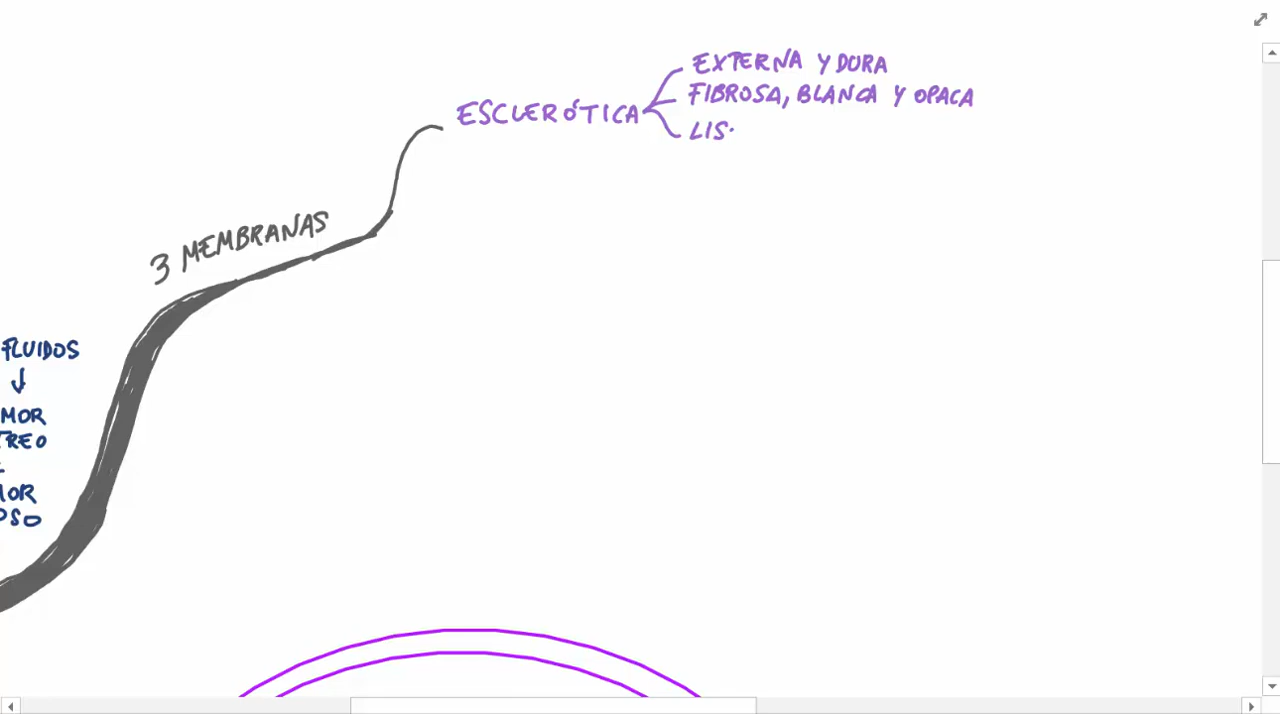 EXTERNA Y DURA
ESCLERÓTICA
FIBROSA, BLANCA Y OPACA
LIS
3 MEMBRANAS
FLUIDOS
↓
MOR
TREO
MOR
OSO